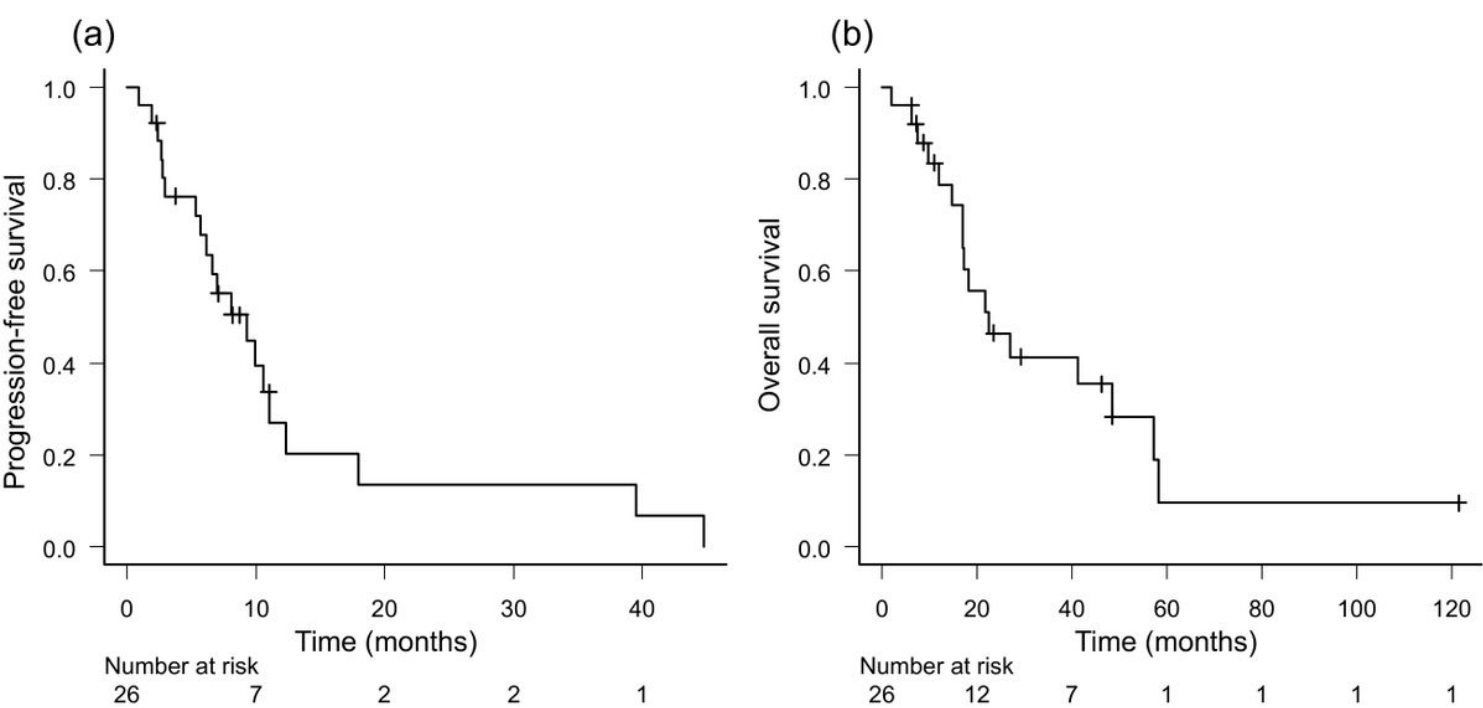 (a)
Progression-free survival
1.0
0.8
0.6
0.4
0.2
0.0
0 10 20 30 40
Time (months)
Number at risk
26 7 2 2 1
(b)
Overall survival
1.0
0.8
0.6
0.4
0.2
0.0
0 20 40 60 80 100 120
Time (months)
Number at risk
26 12 7 1 1 1 1